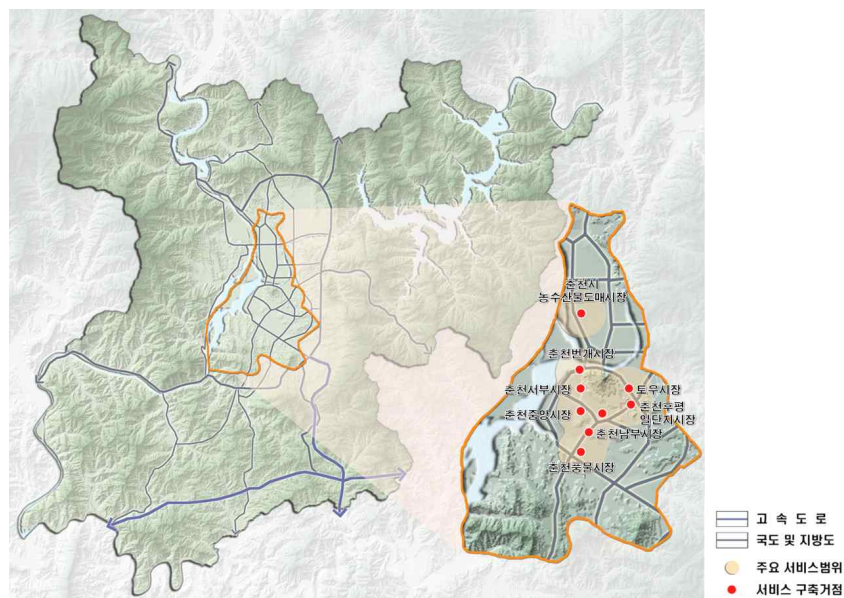 춘천시
농수산물도매시장
춘천번개시장
춘천서부시장
토우시장
춘천중앙시장
춘천후평
일단지시장
춘천남부시장
춘천풍물시장
고 속 도 로
국도 및 지방도
주요 서비스범위
서비스 구축거점